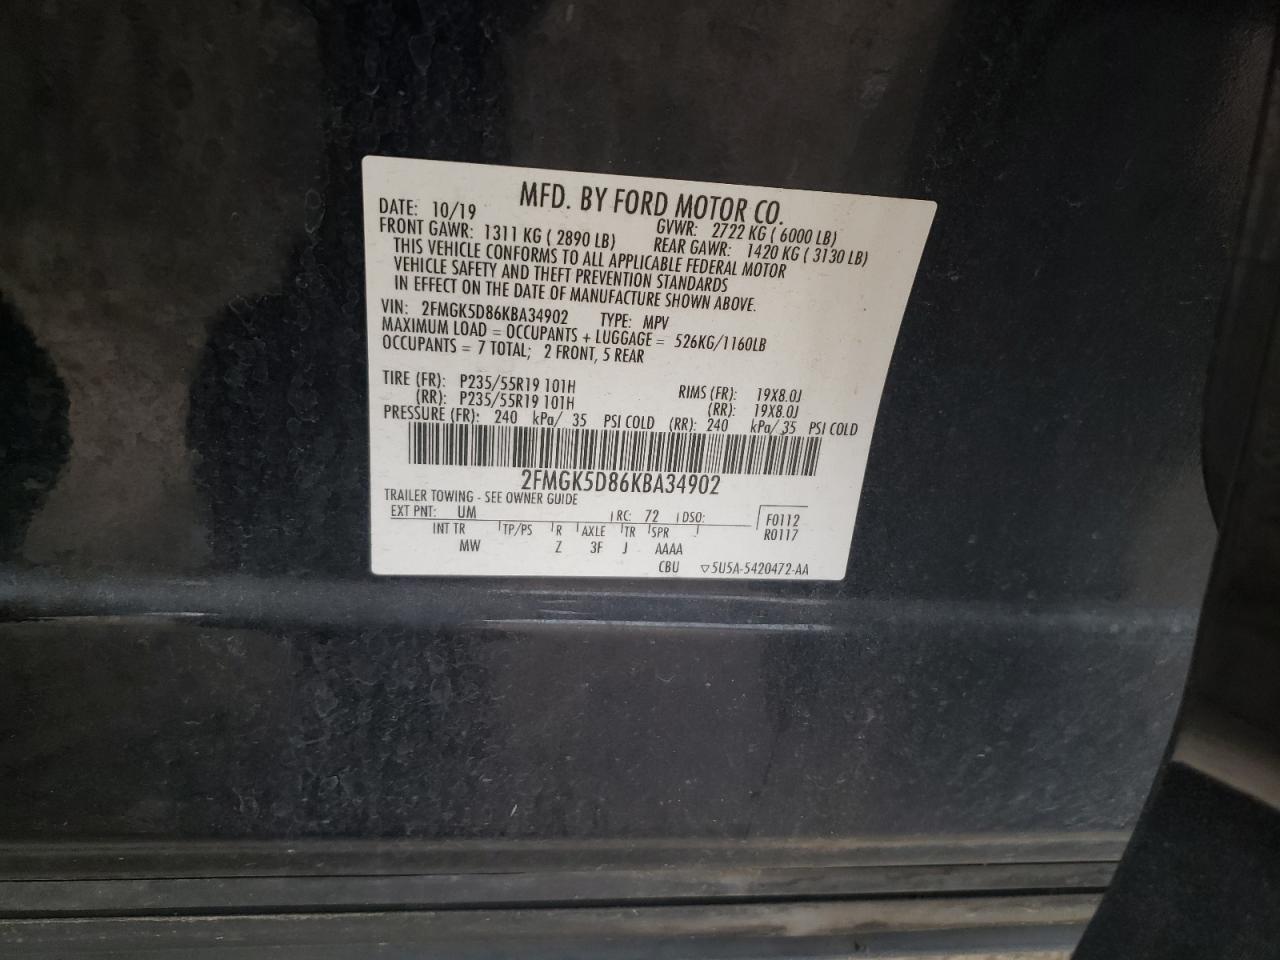 MFD. BY FORD MOTOR CO.
DATE: 10/19 GVWR: 2722 KG ( 6000 LB)
FRONT GAWR: 1311 KG ( 2890 LB) REAR GAWR: 1420 KG ( 3130 LB)
THIS VEHICLE CONFORMS TO ALL APPLICABLE FEDERAL MOTOR
VEHICLE SAFETY AND THEFT PREVENTION STANDARDS
IN EFFECT ON THE DATE OF MANUFACTURE SHOWN ABOVE.
VIN: 2FMGK5D86KBA34902 TYPE: MPV
MAXIMUM LOAD = OCCUPANTS + LUGGAGE = 526KG/1160LB
OCCUPANTS = 7 TOTAL; 2 FRONT, 5 REAR
TIRE (FR): P235/55R19 101H RIMS (FR): 19X8.0J
(RR): P235/55R19 101H (RR): 19X8.0J
PRESSURE (FR): 240 kPa/ 35 PSI COLD (RR): 240 kPa/ 35 PSI COLD
2FMGK5D86KBA34902
TRAILER TOWING - SEE OWNER GUIDE
EXT PNT: UM RC: 72 DSO: F0112
INT TR TP/PS R AXLE TR SPR R0117
MW Z 3F J AAAA
CBU ▽5U5A-5420472-AA